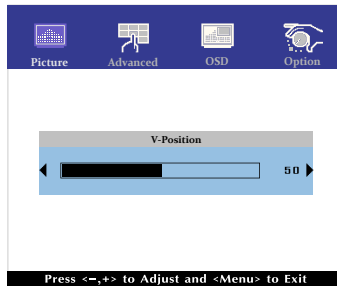 Picture Advanced OSD Option
V-Position
50
Press <-,+> to Adjust and <Menu> to Exit